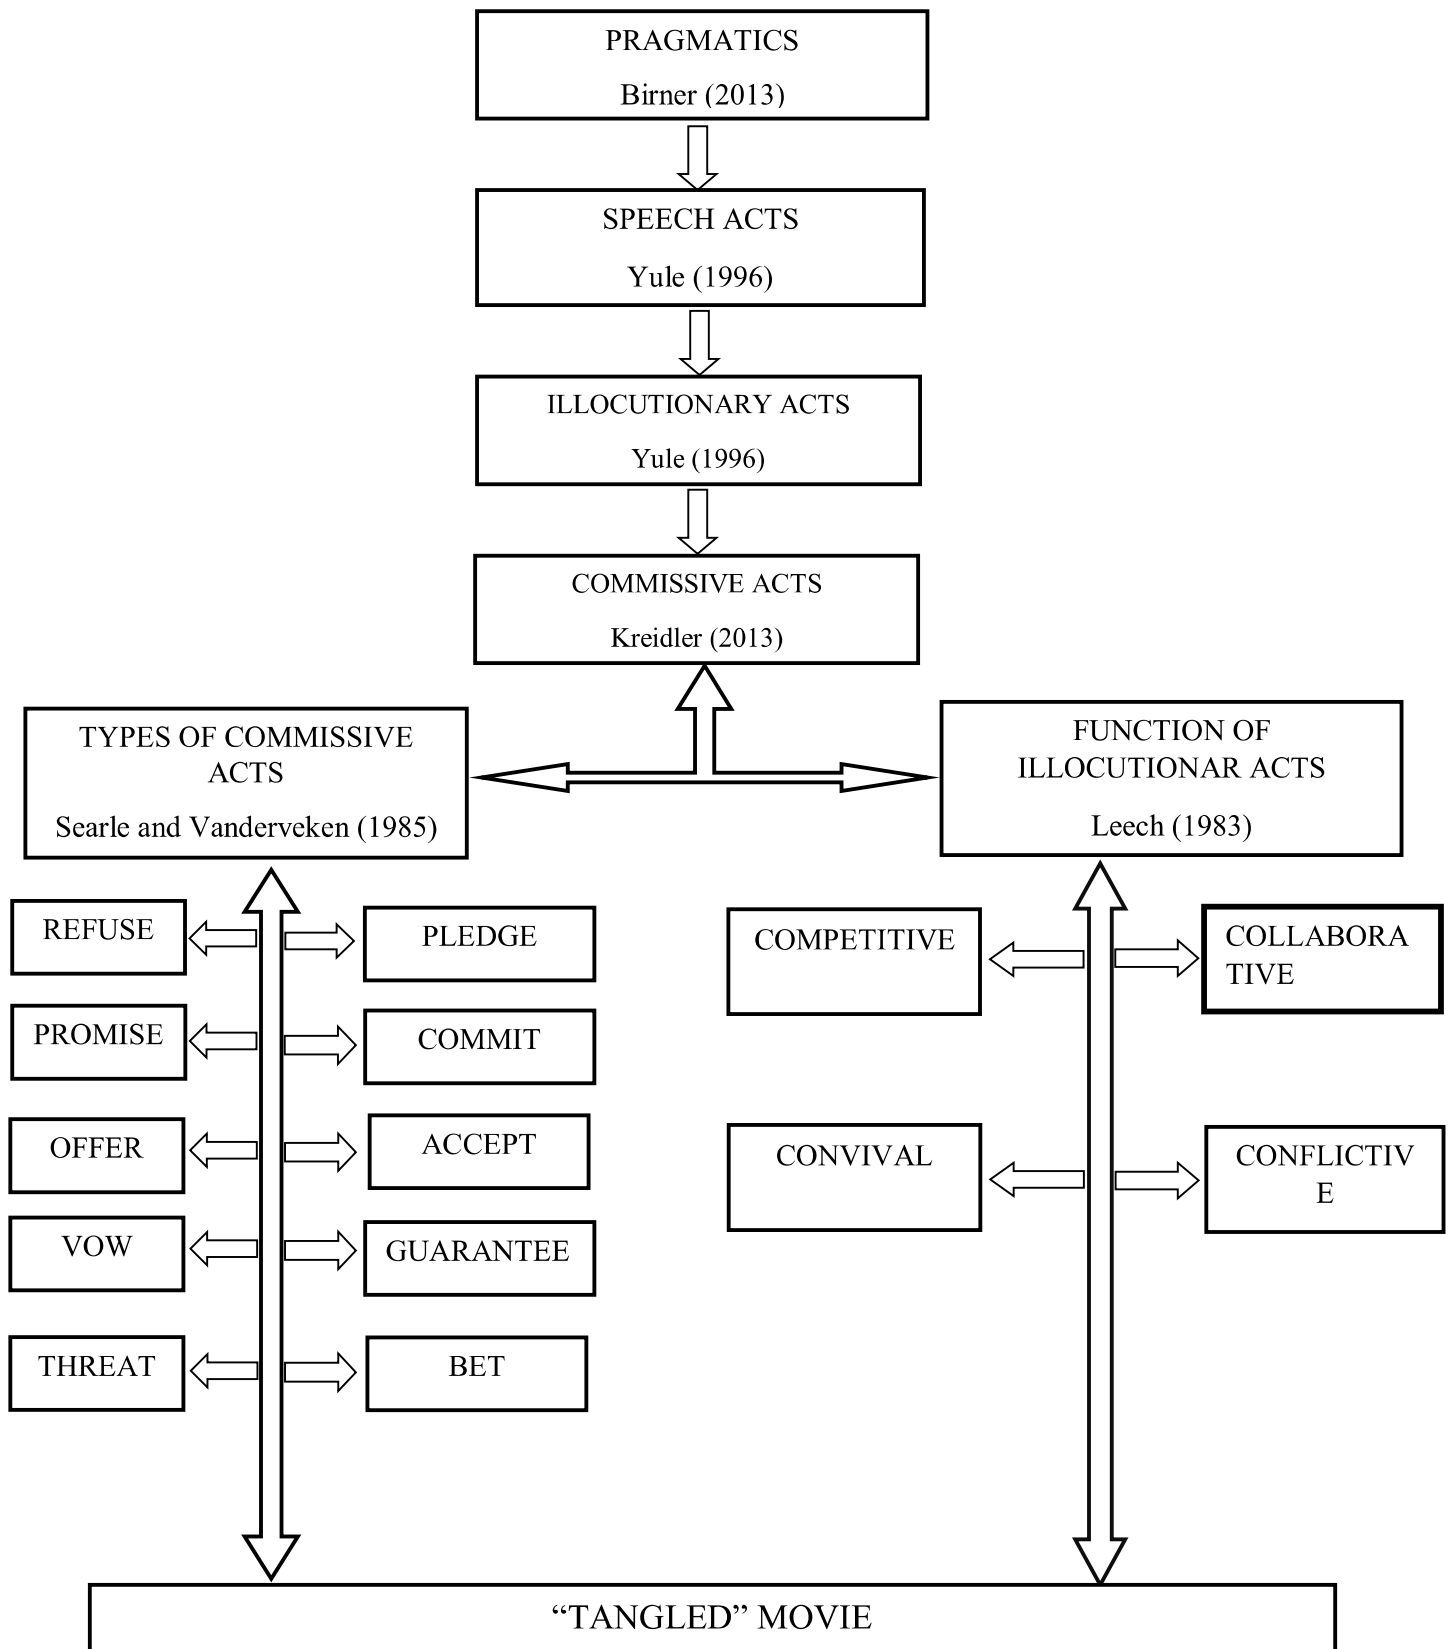 PRAGMATICS
Birner (2013)
SPEECH ACTS
Yule (1996)
ILLOCUTIONARY ACTS
Yule (1996)
COMMISSIVE ACTS
Kreidler (2013)
TYPES OF COMMISSIVE
ACTS
Searle and Vanderveken (1985)
FUNCTION OF
ILLOCUTIONAR ACTS
Leech (1983)
REFUSE
PLEDGE
PROMISE
COMMIT
OFFER
ACCEPT
VOW
GUARANTEE
THREAT
BET
COMPETITIVE
COLLABORA
TIVE
CONVIVAL
CONFLICTIV
E
“TANGLED” MOVIE